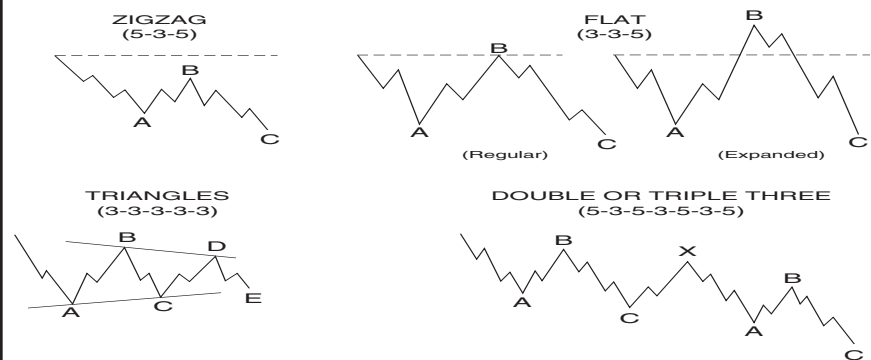 ZIGZAG
(5-3-5)
B
A
C
FLAT
(3-3-5)
B
A
C
(Regular)
B
A
C
(Expanded)
TRIANGLES
(3-3-3-3-3)
B
D
A
C
E
DOUBLE OR TRIPLE THREE
(5-3-5-3-5-3-5)
B
X
A
C
B
A
C